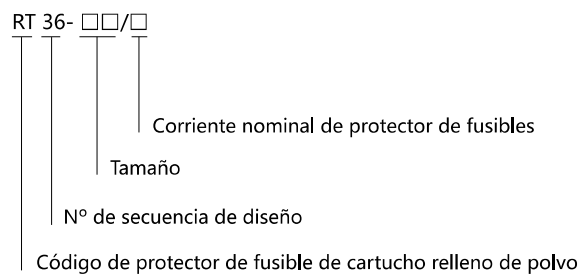 RT 36- □□/□
Corriente nominal de protector de fusibles
Tamaño
Nº de secuencia de diseño
Código de protector de fusible de cartucho relleno de polvo